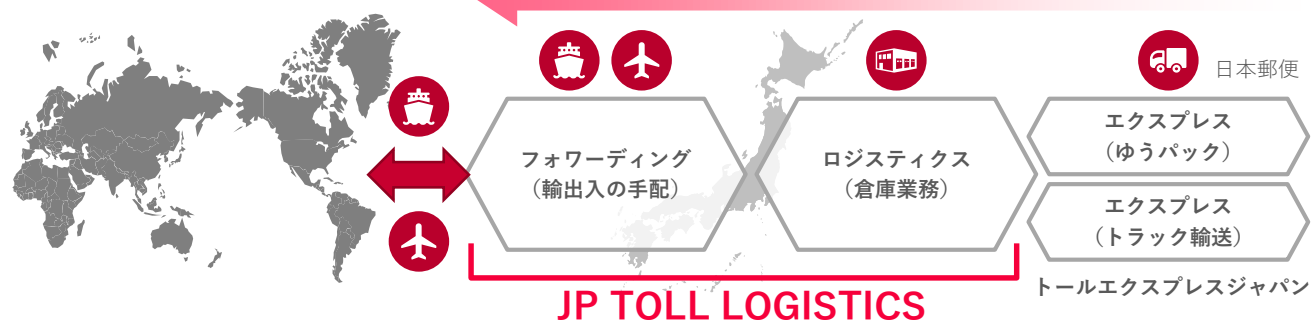 日本郵便
フォワーディング
（輸出入の手配）
ロジスティクス
（倉庫業務）
エクスプレス
（ゆうパック）
エクスプレス
（トラック輸送）
トールエクスプレスジャパン
JP TOLL LOGISTICS